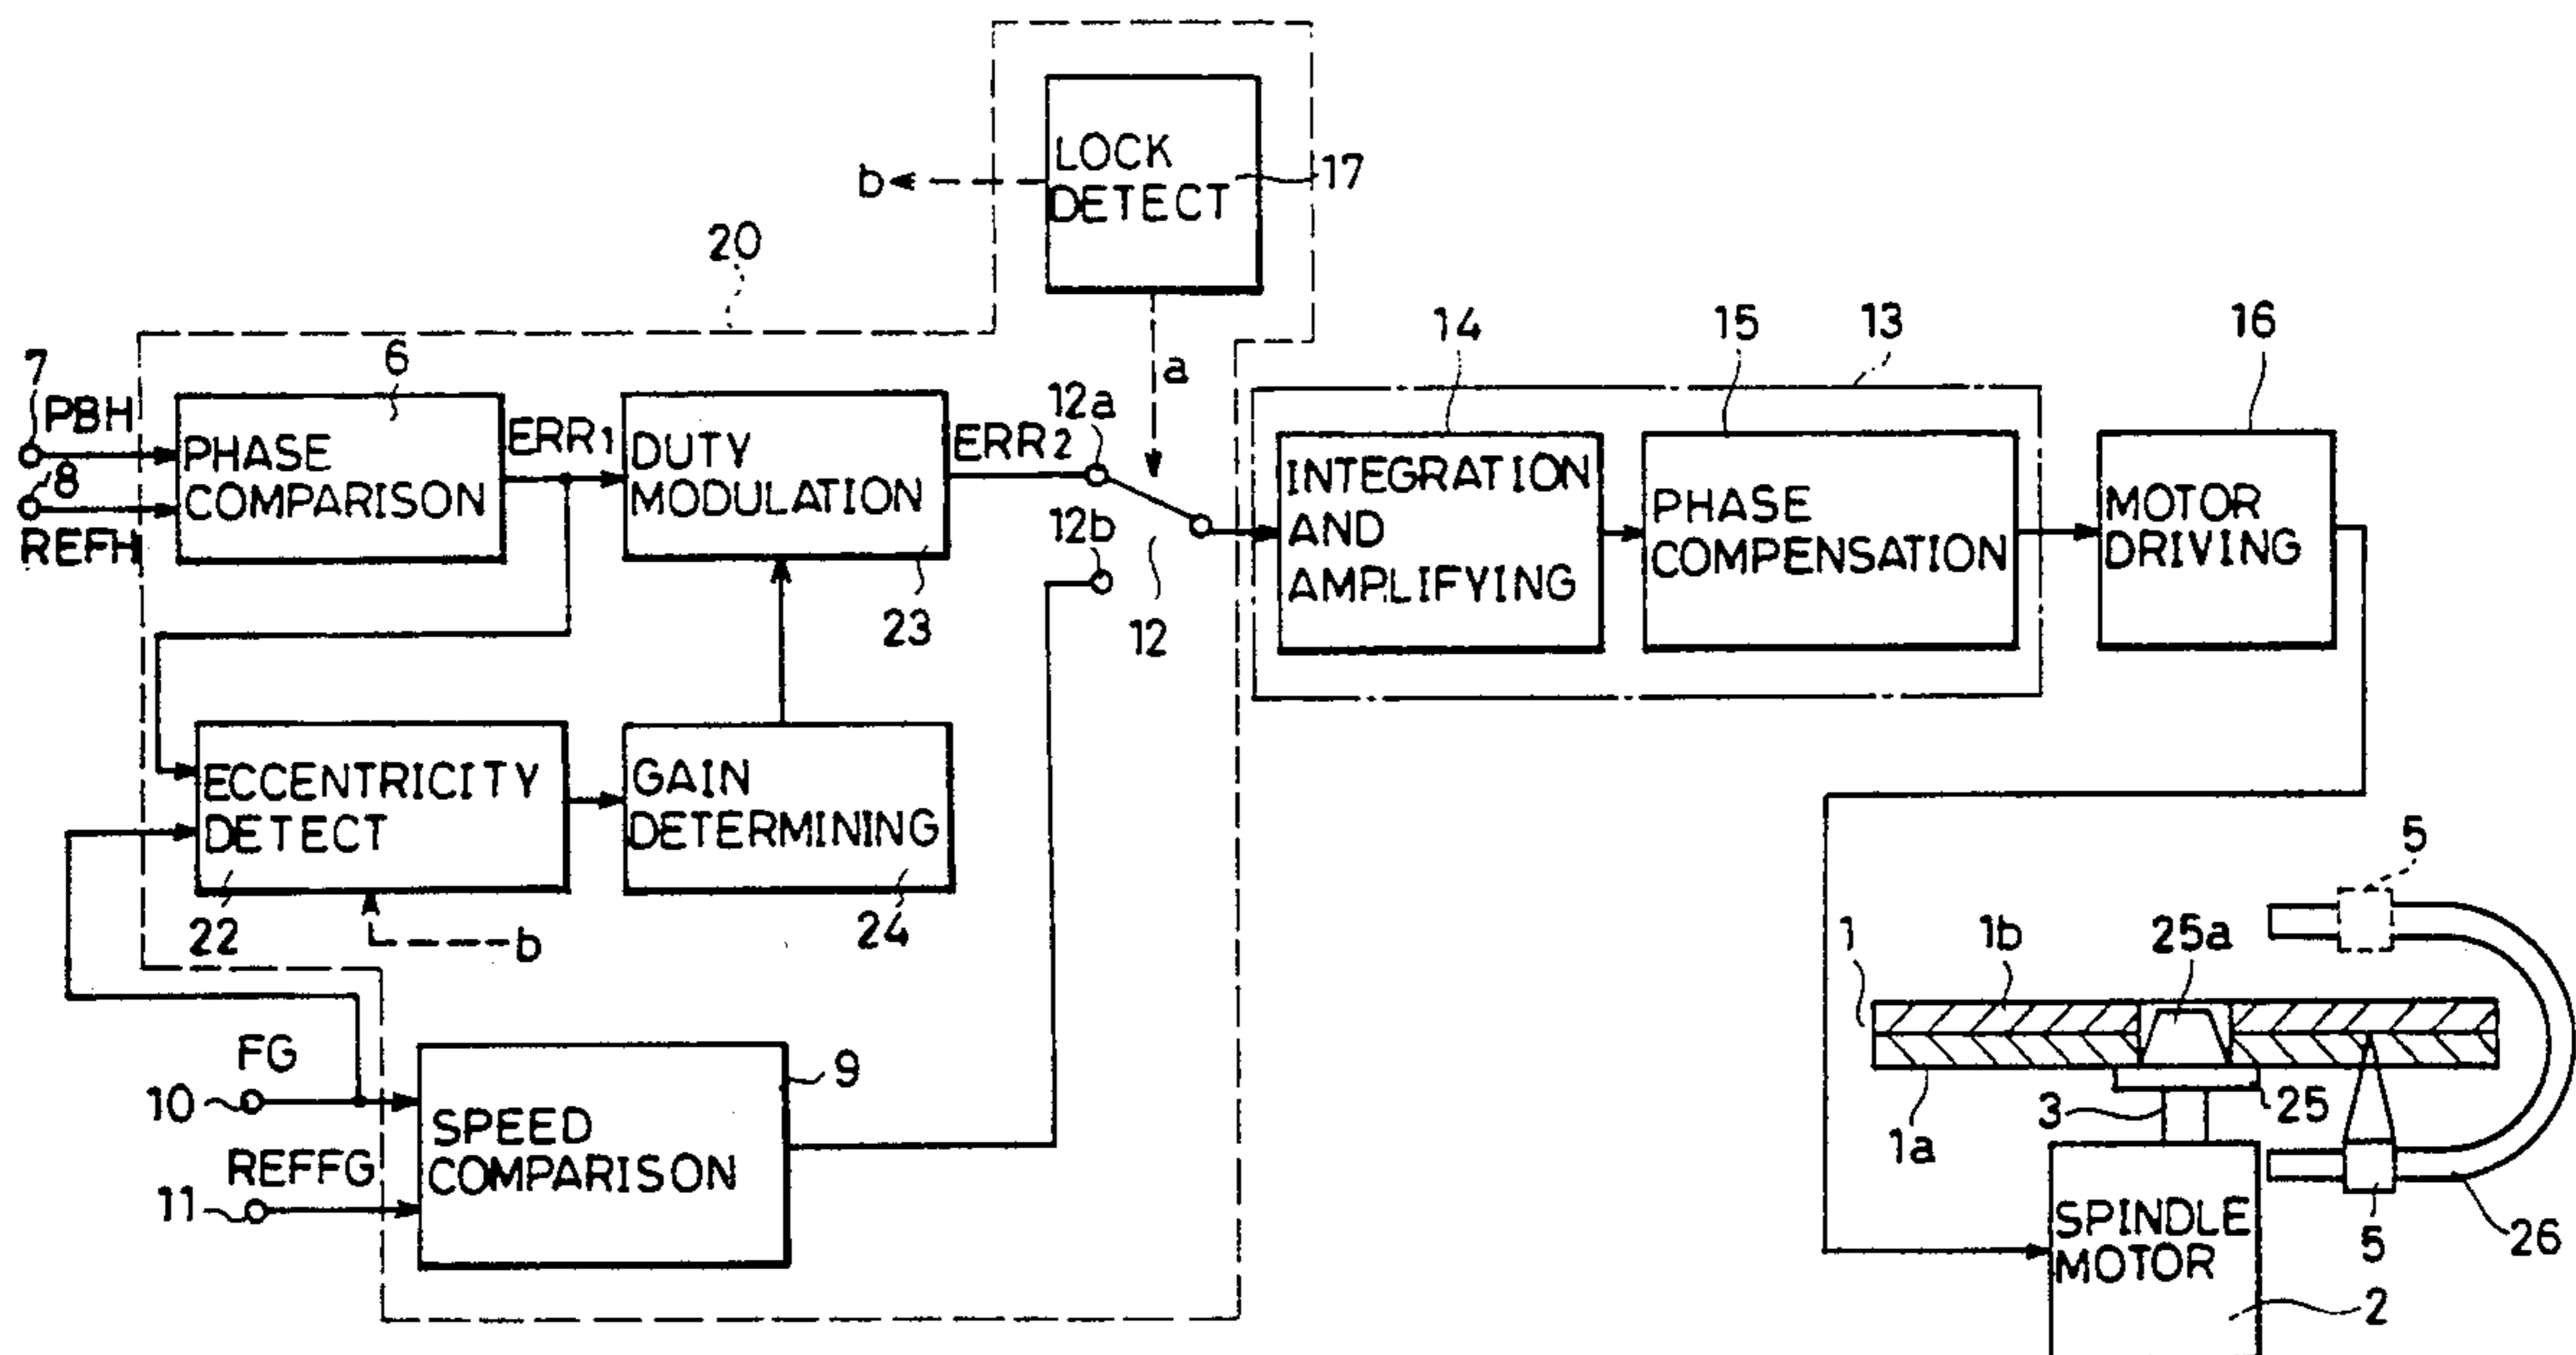 LOCK
DETECT
17
b
a
20
7
PBH
8
REFH
6
PHASE
COMPARISON
ERR1
DUTY
MODULATION
23
ERR2
12a
12b
12
14
INTEGRATION
AND
AMPLIFYING
15
PHASE
COMPENSATION
13
16
MOTOR
DRIVING
ECCENTRICITY
DETECT
22
b
GAIN
DETERMINING
24
FG
10
REFFG
11
SPEED
COMPARISON
9
5
1
1b
25a
1a
3
25
5
26
SPINDLE
MOTOR
2